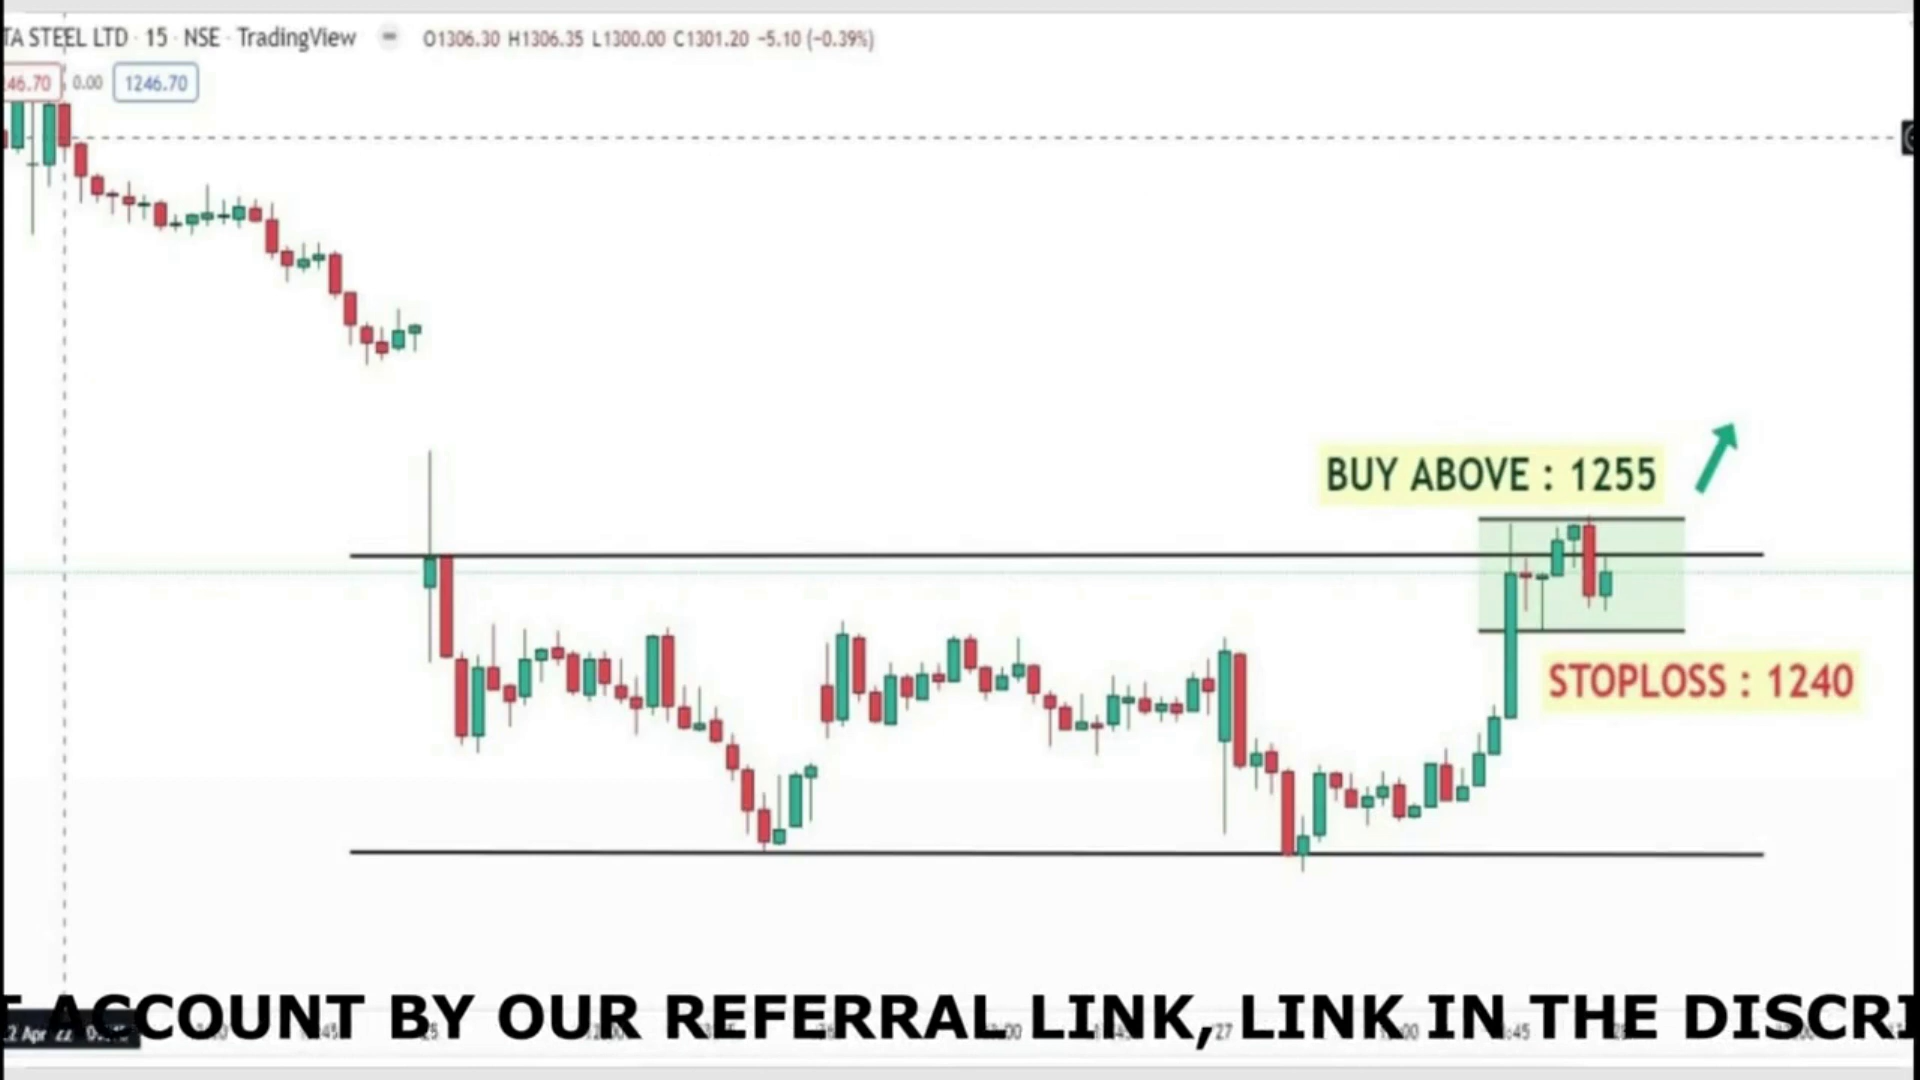 TA STEEL LTD · 15 · NSE · TradingView O1306.30 H1306.35 L1300.00 C1301.20 −5.10 (−0.39%)
46.70 0.00 1246.70
BUY ABOVE : 1255
STOPLOSS : 1240
ACCOUNT BY OUR REFERRAL LINK, LINK IN THE DISCRI